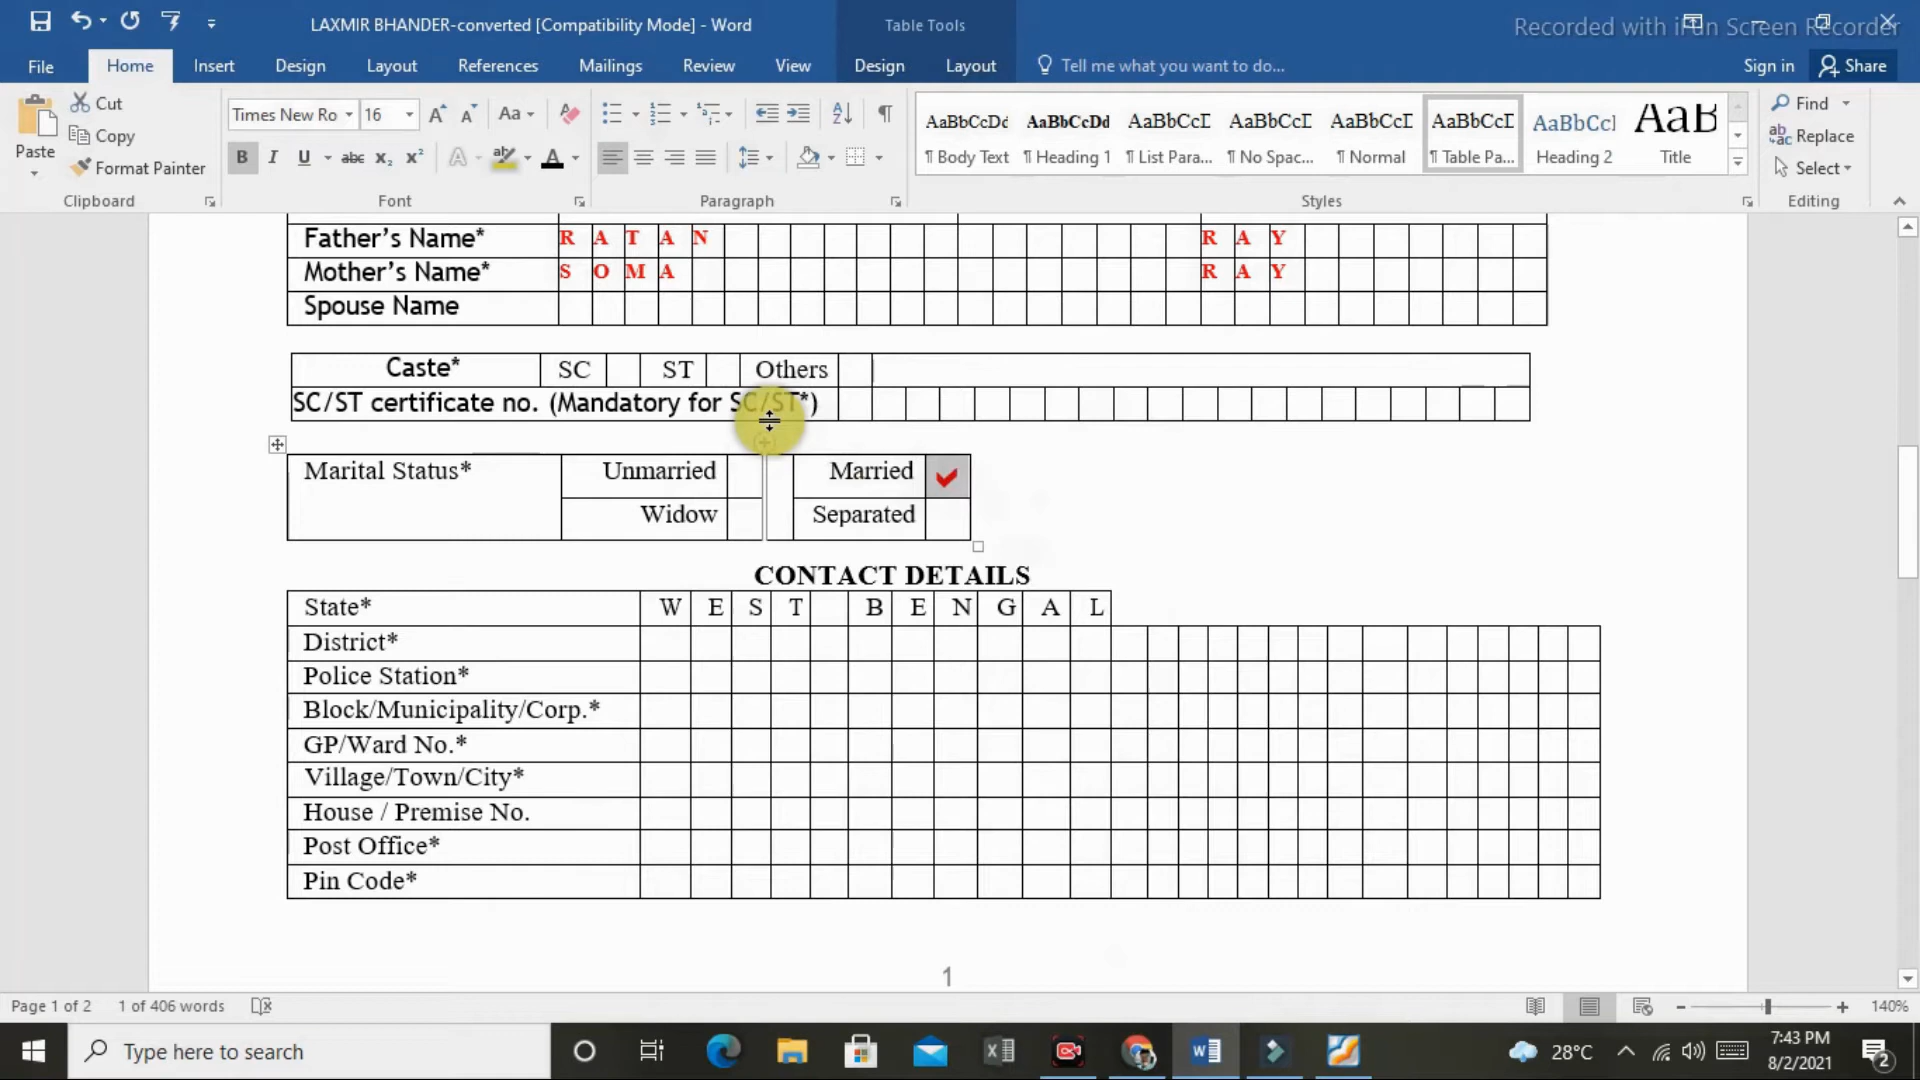 LAXMIR BHANDER-converted [Compatibility Mode] - Word
Table Tools
Recorded with iFun Screen Recorder
File Home Insert Design Layout References Mailings Review View Design Layout Tell me what you want to do... Sign in Share
Paste
Cut
Copy
Format Painter
Times New Ro 16
AaBbCcDd AaBbCcDd AaBbCcD AaBbCcD AaBbCcD AaBbCcD AaBbCcI AaB
¶ Body Text ¶ Heading 1 ¶ List Para... ¶ No Spac... ¶ Normal ¶ Table Pa... Heading 2 Title
Find
Replace
Select
Clipboard Font Paragraph Styles Editing
Father's Name* R A T A N R A Y
Mother's Name* S O M A R A Y
Spouse Name
Caste* SC ST Others
SC/ST certificate no. (Mandatory for SC/ST*)
Marital Status* Unmarried Married
Widow Separated
CONTACT DETAILS
State* W E S T B E N G A L
District*
Police Station*
Block/Municipality/Corp.*
GP/Ward No.*
Village/Town/City*
House / Premise No.
Post Office*
Pin Code*
1
Page 1 of 2 1 of 406 words 140%
Type here to search
28°C
7:43 PM
8/2/2021
2